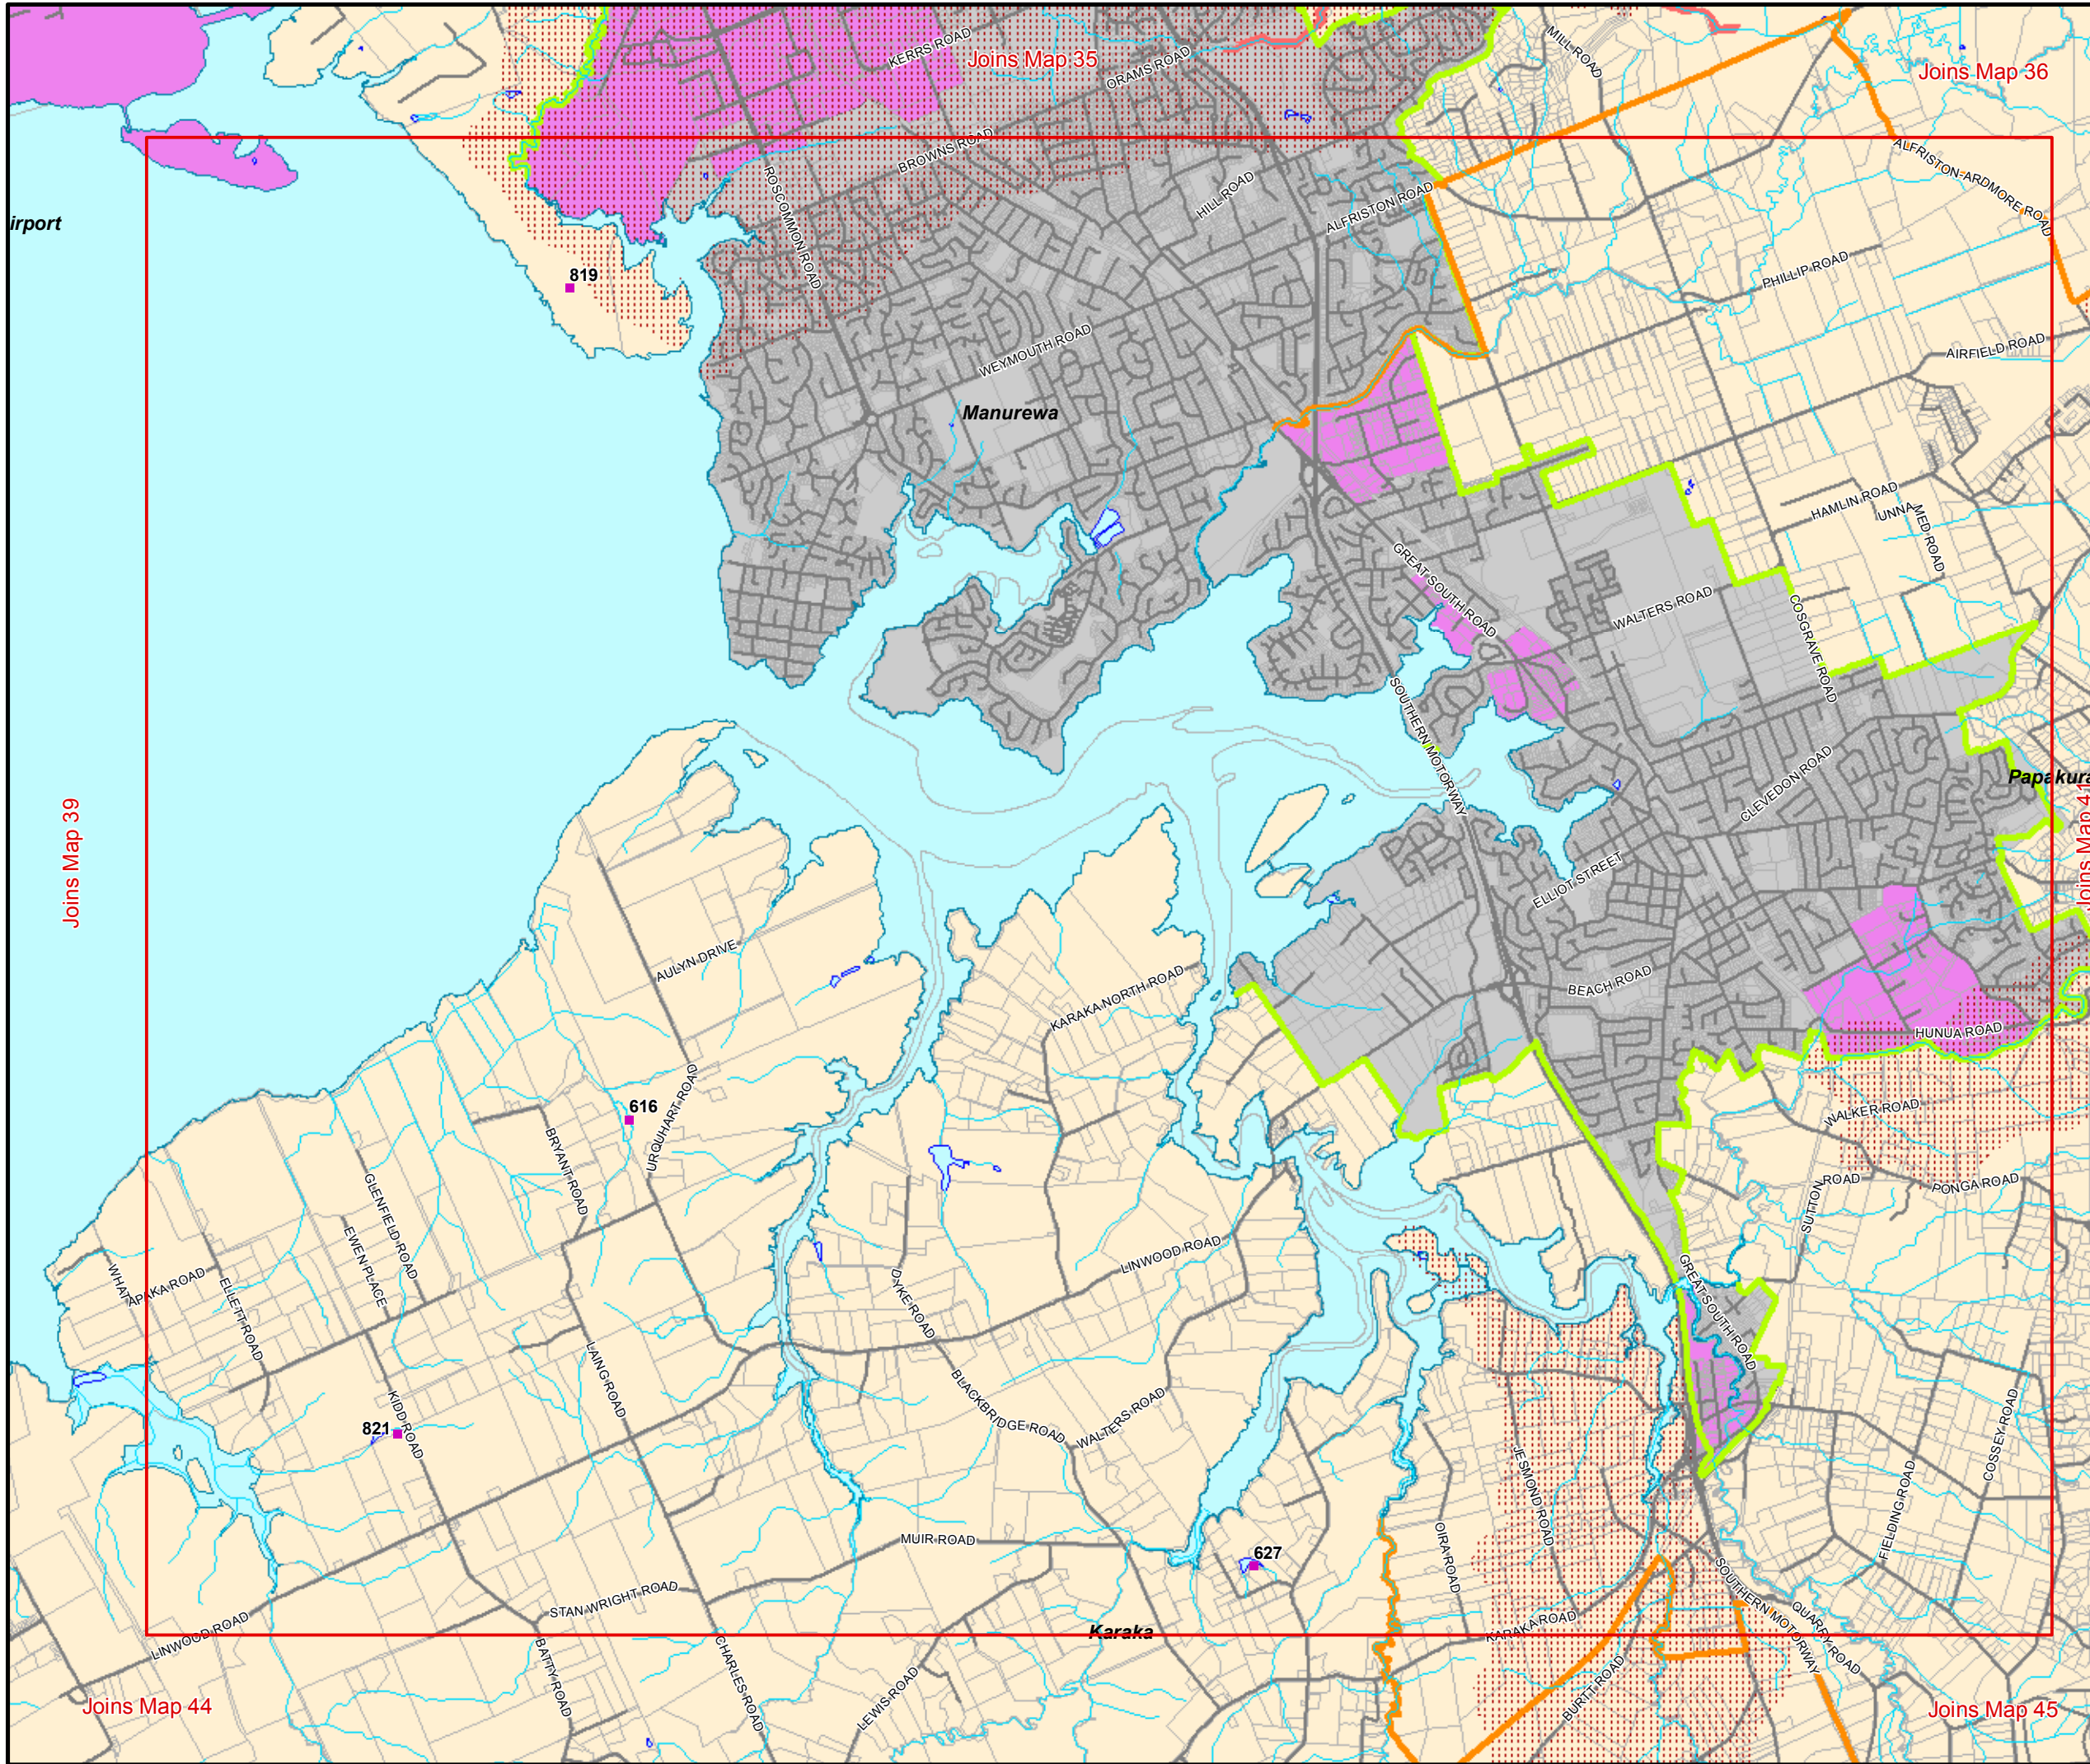 KERRS ROAD
Joins Map 35
ORAMS ROAD
MILL ROAD
Joins Map 36
BROWNS ROAD
ROSCOMMON ROAD
HILL ROAD
ALFRISTON ROAD
ALFRISTON-ARDMORE ROAD
irport
819
PHILLIP ROAD
WEYMOUTH ROAD
AIRFIELD ROAD
Manurewa
HAMLIN ROAD
UNNA
MED ROAD
GREAT SOUTH ROAD
WALTERS ROAD
COSGRAVE ROAD
SOUTHERN MOTORWAY
CLEVEDON ROAD
Papakura
Joins Map 39
Joins Map 41
ELLIOT STREET
AULYN DRIVE
KARAKA NORTH ROAD
BEACH ROAD
HUNUA ROAD
616
URQUHART ROAD
BRYANT ROAD
WALKER ROAD
GLENFIELD ROAD
EWEN PLACE
SUTTON
ROAD
PONGA ROAD
WHAT
APAKA ROAD
ELLETT ROAD
LINWOOD ROAD
DYKE ROAD
GREAT SOUTH ROAD
LAING ROAD
KIDD ROAD
821
BLACKBRIDGE ROAD
WALTERS ROAD
COSSEY ROAD
JESMOND ROAD
FIELDING ROAD
OIRA ROAD
MUIR ROAD
627
STAN WRIGHT ROAD
LINWOOD ROAD
Karaka
KARAKA ROAD
SOUTHERN MOTORWAY
QUARRY ROAD
BATTY ROAD
CHARLES ROAD
LEWIS ROAD
BURTT ROAD
Joins Map 44
Joins Map 45